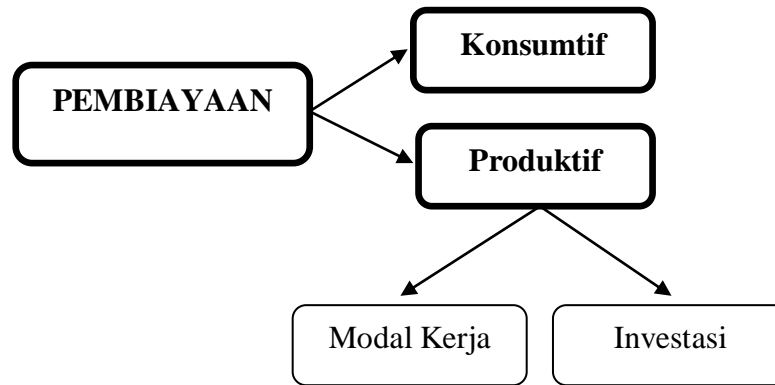 Konsumtif
PEMBIAYAAN
Produktif
Modal Kerja
Investasi